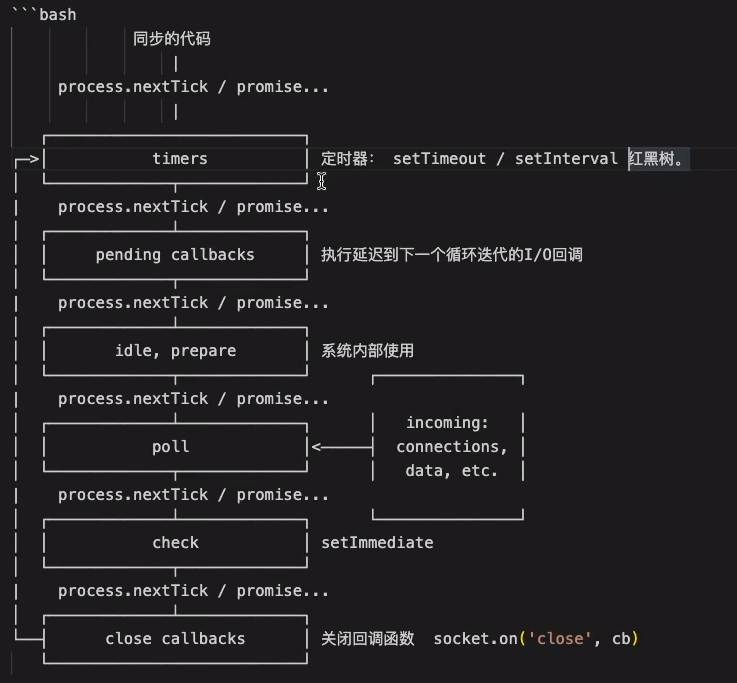 ```bash
同步的代码
process.nextTick / promise...
timers 定时器： setTimeout / setInterval 红黑树。
process.nextTick / promise...
pending callbacks 执行延迟到下一个循环迭代的I/O回调
process.nextTick / promise...
idle, prepare 系统内部使用
process.nextTick / promise...
incoming:
poll connections,
data, etc.
process.nextTick / promise...
check setImmediate
process.nextTick / promise...
close callbacks 关闭回调函数 socket.on('close', cb)